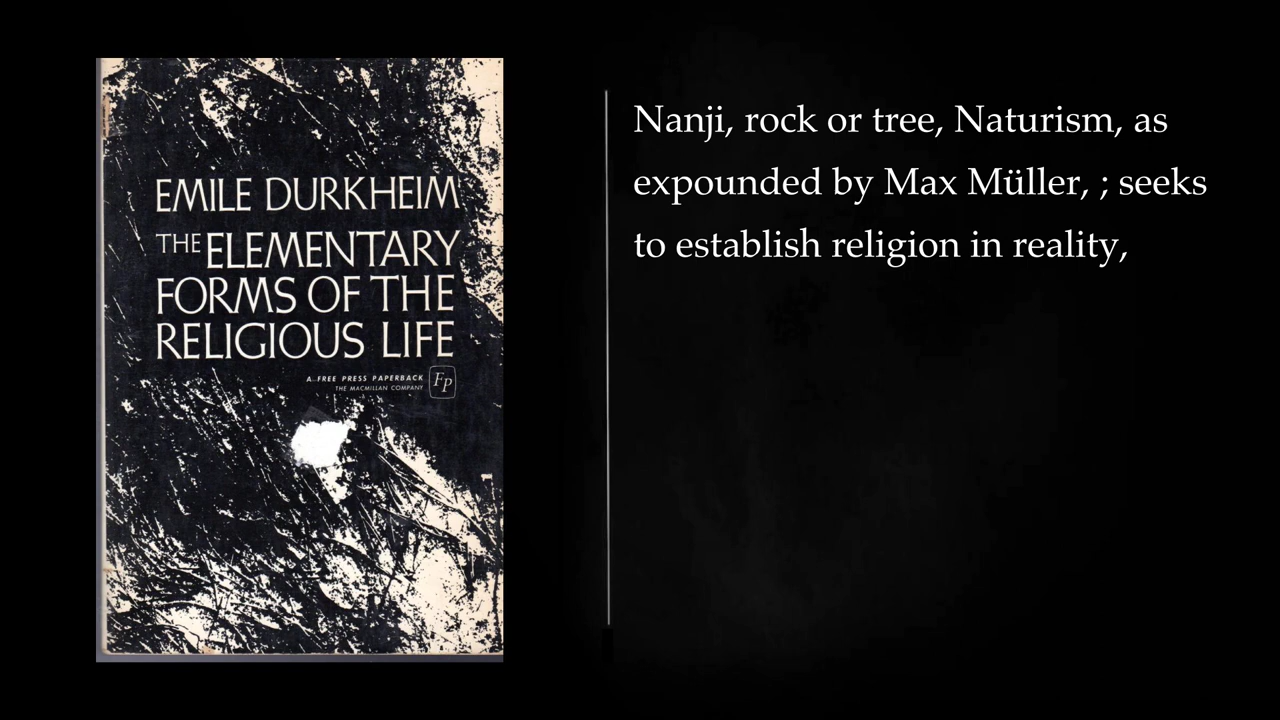 EMILE DURKHEIM
THE ELEMENTARY
FORMS OF THE
RELIGIOUS LIFE
A FREE PRESS PAPERBACK
THE MACMILLAN COMPANY
FP
Nanji, rock or tree, Naturism, as
expounded by Max Müller, ; seeks
to establish religion in reality,